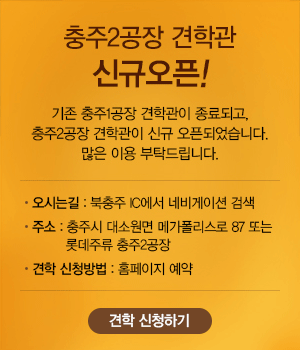 충주2공장 견학관
신규오픈!
기존 충주1공장 견학관이 종료되고,
충주2공장 견학관이 신규 오픈되었습니다.
많은 이용 부탁드립니다.
· 오시는길 : 북충주 IC에서 네비게이션 검색
· 주소 : 충주시 대소원면 메가폴리스로 87 또는
롯데주류 충주2공장
· 견학 신청방법 : 홈페이지 예약
견학 신청하기